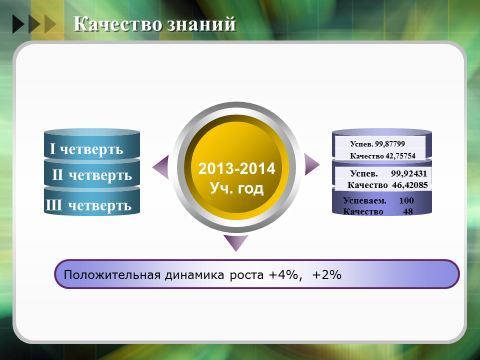 Качество знаний
I четверть
II четверть
III четверть
2013-2014
Уч. год
Успев. 99,87799
Качество 42,75754
Успев. 99,92431
Качество 46,42085
Успеваем. 100
Качество 48
Положительная динамика роста +4%, +2%